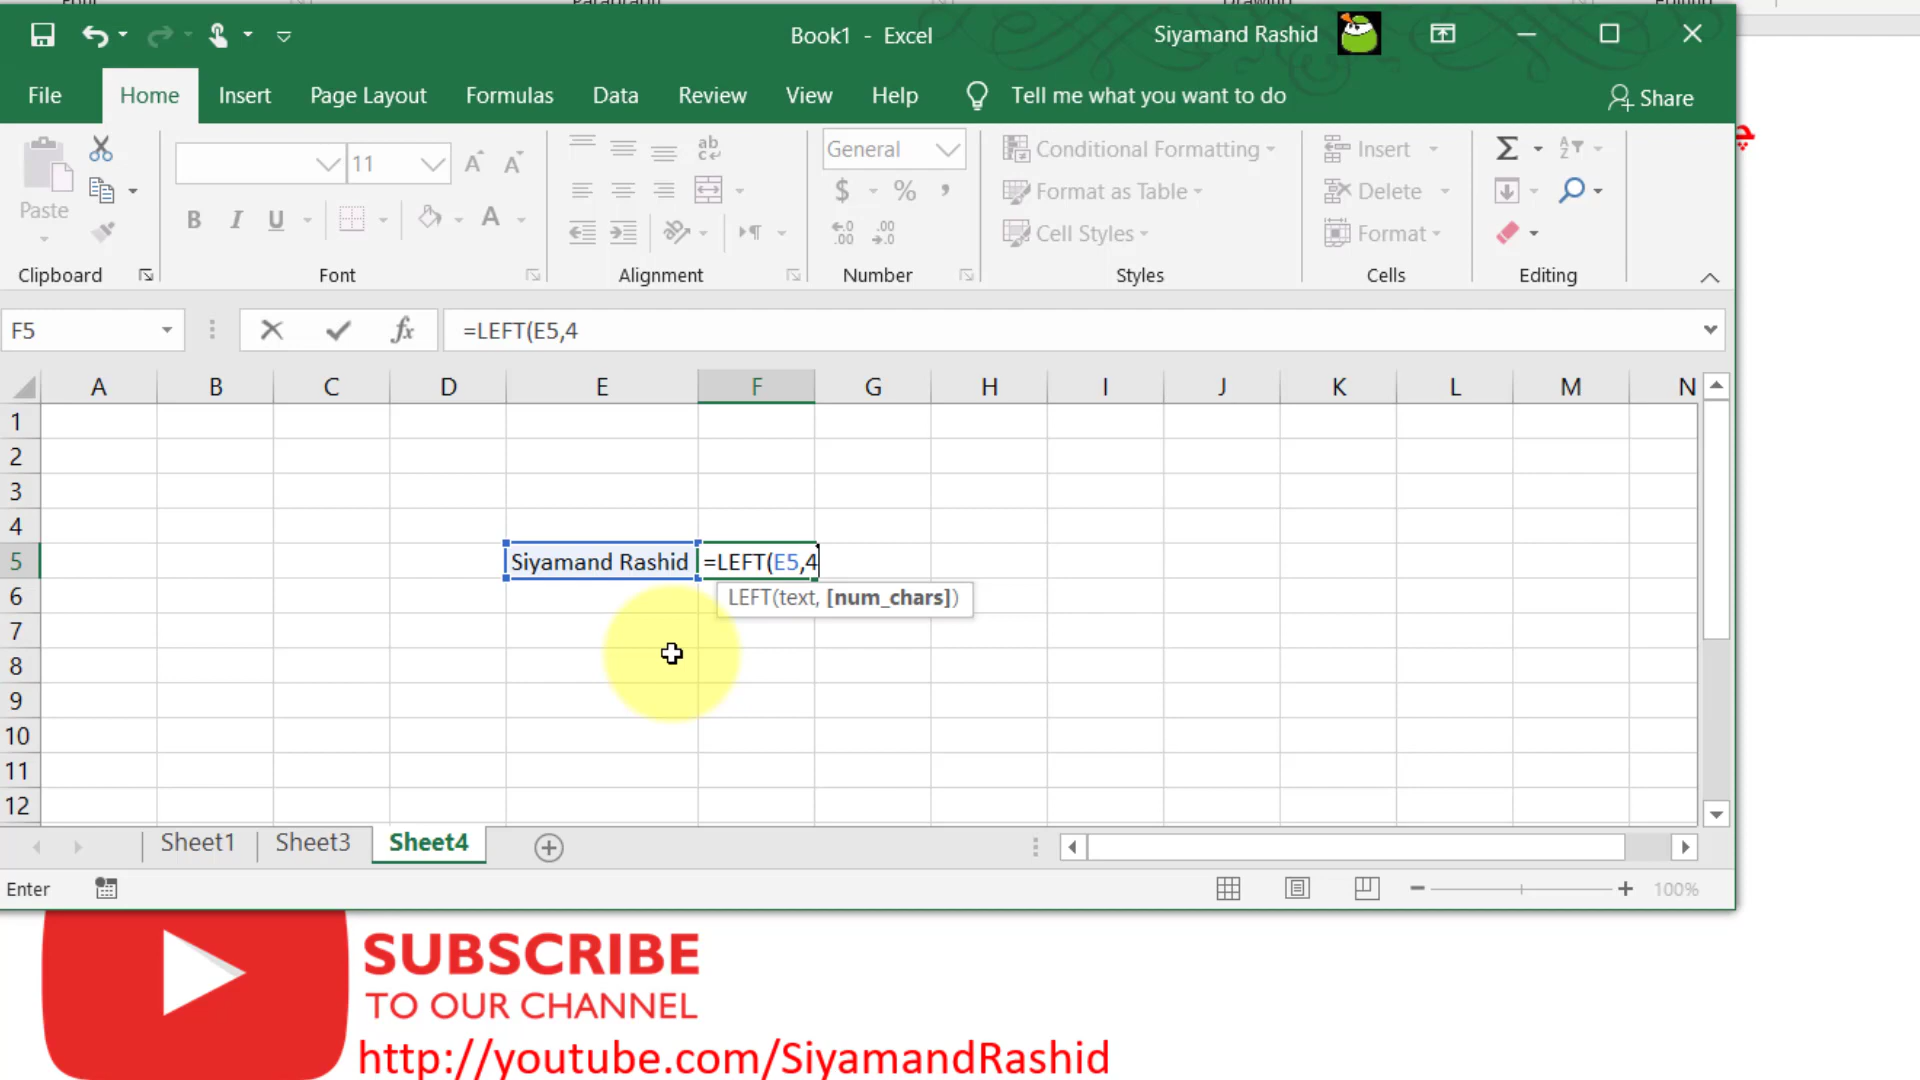 Book1 - Excel
Siyamand Rashid
File Home Insert Page Layout Formulas Data Review View Help Tell me what you want to do Share
11
General
Conditional Formatting
Insert
Paste
Format as Table
Delete
B I U
Cell Styles
Format
Clipboard Font Alignment Number Styles Cells Editing
F5
fx
=LEFT(E5,4
A B C D E F G H I J K L M N
1
2
3
4
5 Siyamand Rashid =LEFT(E5,4
6 LEFT(text, [num_chars])
7
8
9
10
11
12
Sheet1 Sheet3 Sheet4
Enter 100%
SUBSCRIBE
TO OUR CHANNEL
http://youtube.com/SiyamandRashid